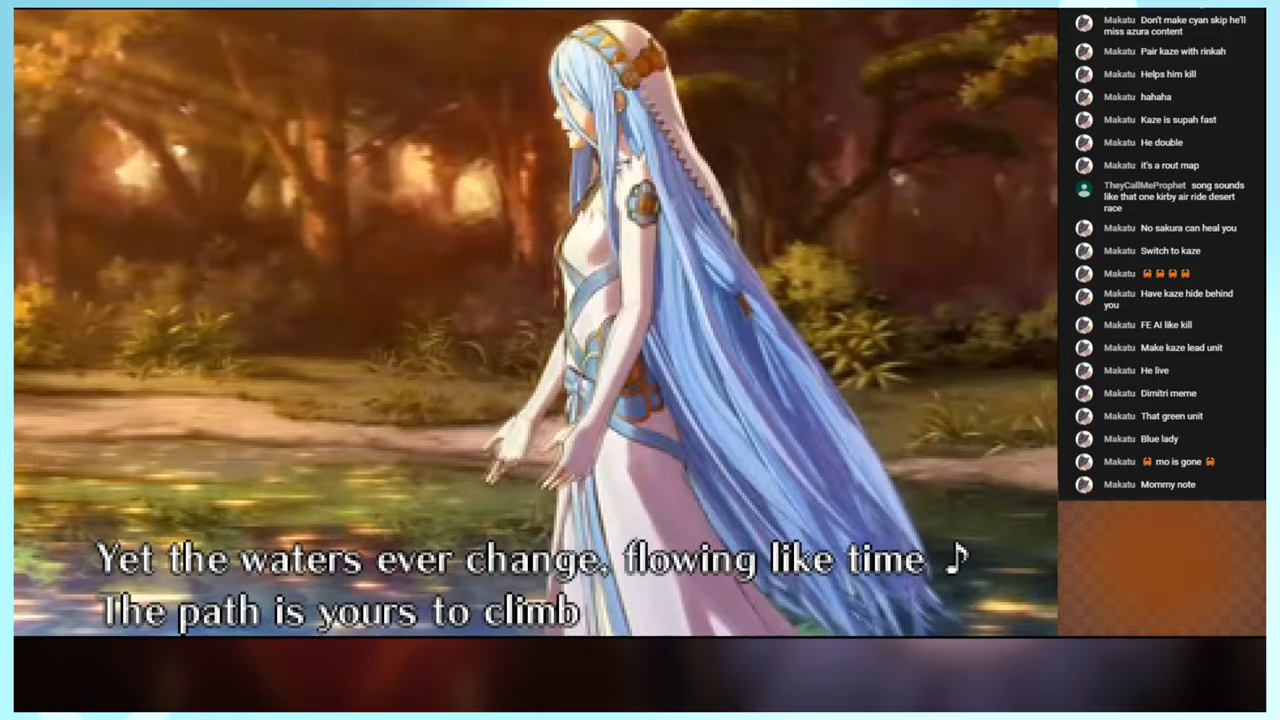 Yet the waters ever change, flowing like time ♪
The path is yours to climb
Makatu Don't make cyan skip he'll
miss azura content
Makatu Pair kaze with rinkah
Makatu Helps him kill
Makatu hahaha
Makatu Kaze is supah fast
Makatu He double
Makatu it's a rout map
TheyCallMeProphet song sounds
like that one kirby air ride desert
race
Makatu No sakura can heal you
Makatu Switch to kaze
Makatu 🦀 🦀 🦀 🦀
Makatu Have kaze hide behind
you
Makatu FE AI like kill
Makatu Make kaze lead unit
Makatu He live
Makatu Dimitri meme
Makatu That green unit
Makatu Blue lady
Makatu 🦀 mo is gone 🦀
Makatu Mommy note